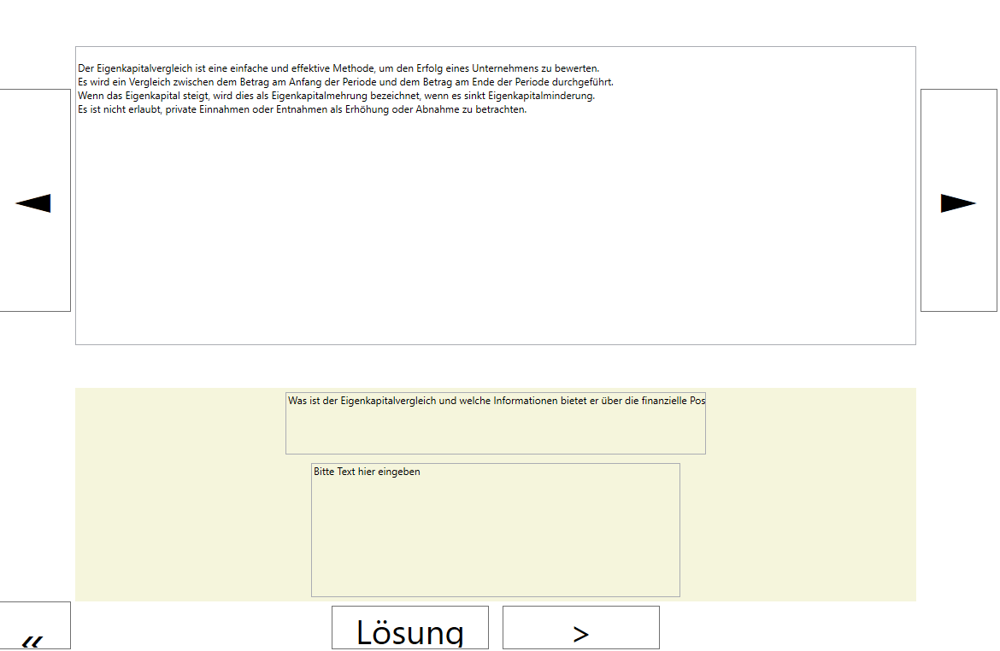 Der Eigenkapitalvergleich ist eine einfache und effektive Methode, um den Erfolg eines Unternehmens zu bewerten.
Es wird ein Vergleich zwischen dem Betrag am Anfang der Periode und dem Betrag am Ende der Periode durchgeführt.
Wenn das Eigenkapital steigt, wird dies als Eigenkapitalmehrung bezeichnet, wenn es sinkt Eigenkapitalminderung.
Es ist nicht erlaubt, private Einnahmen oder Entnahmen als Erhöhung oder Abnahme zu betrachten.
◄
►
Was ist der Eigenkapitalvergleich und welche Informationen bietet er über die finanzielle Pos
Bitte Text hier eingeben
«
Lösung
>